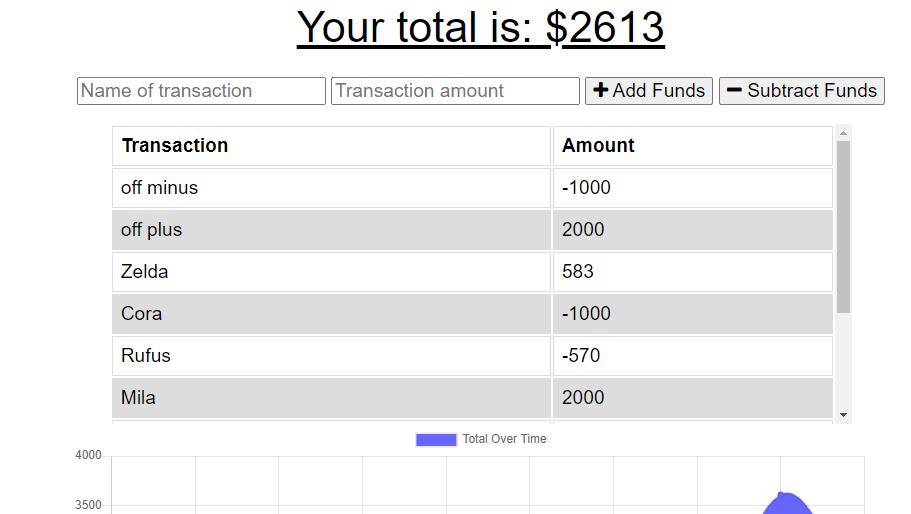 Your total is: $2613
Name of transaction Transaction amount Add Funds Subtract Funds
Transaction Amount
off minus -1000
off plus 2000
Zelda 583
Cora -1000
Rufus -570
Mila 2000
Total Over Time
4000
3500